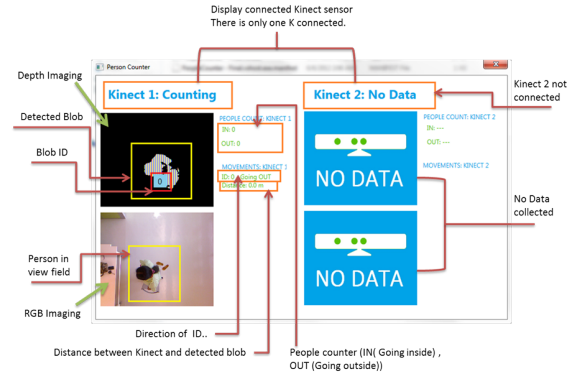 Display connected Kinect sensor
There is only one K connected.
Person Counter
Depth Imaging
Kinect 1: Counting
Kinect 2: No Data
Kinect 2 not
connected
Detected Blob
PEOPLE COUNT: KINECT 1
IN: 0
OUT: 0
PEOPLE COUNT: KINECT 2
IN: ---
OUT: ---
Blob ID
MOVEMENTS: KINECT 1
ID: 0 - Going OUT
Distance: 0,0 m
MOVEMENTS: KINECT 2
0
NO DATA
No Data
collected
NO DATA
Person in
view field
RGB Imaging
Direction of ID..
Distance between Kinect and detected blob
People counter (IN( Going inside) ,
OUT (Going outside))